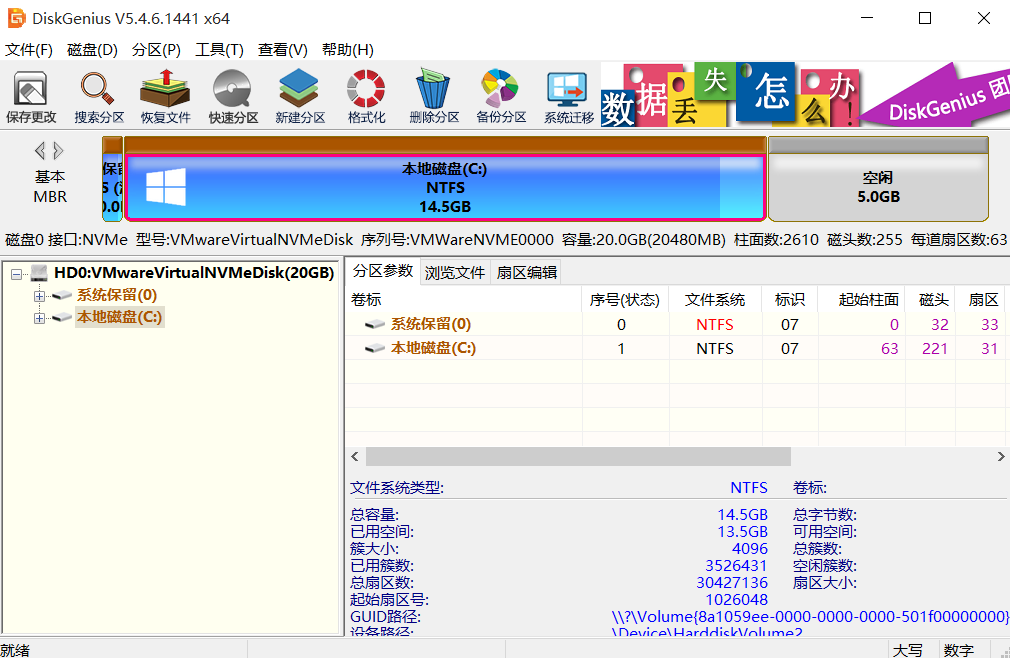 DiskGenius V5.4.6.1441 x64
文件(F) 磁盘(D) 分区(P) 工具(T) 查看(V) 帮助(H)
保存更改 搜索分区 恢复文件 快速分区 新建分区 格式化 删除分区 备份分区 系统迁移
数据丢失怎么办! DiskGenius 团
基本
MBR
本地磁盘(C:)
NTFS
14.5GB
空闲
5.0GB
磁盘0 接口:NVMe 型号:VMwareVirtualNVMeDisk 序列号:VMWareNVME0000 容量:20.0GB(20480MB) 柱面数:2610 磁头数:255 每道扇区数:63
HD0:VMwareVirtualNVMeDisk(20GB)
系统保留(0)
本地磁盘(C:)
分区参数 浏览文件 扇区编辑
卷标 序号(状态) 文件系统 标识 起始柱面 磁头 扇区
系统保留(0) 0 NTFS 07 0 32 33
本地磁盘(C:) 1 NTFS 07 63 221 31
文件系统类型: NTFS 卷标:
总容量: 14.5GB 总字节数:
已用空间: 13.5GB 可用空间:
簇大小: 4096 总簇数:
已用簇数: 3526431 空闲簇数:
总扇区数: 30427136 扇区大小:
起始扇区号: 1026048
GUID路径: \\?\Volume{8a1059ee-0000-0000-0000-501f00000000}
设备路径: \Device\HarddiskVolume2
就绪 大写 数字